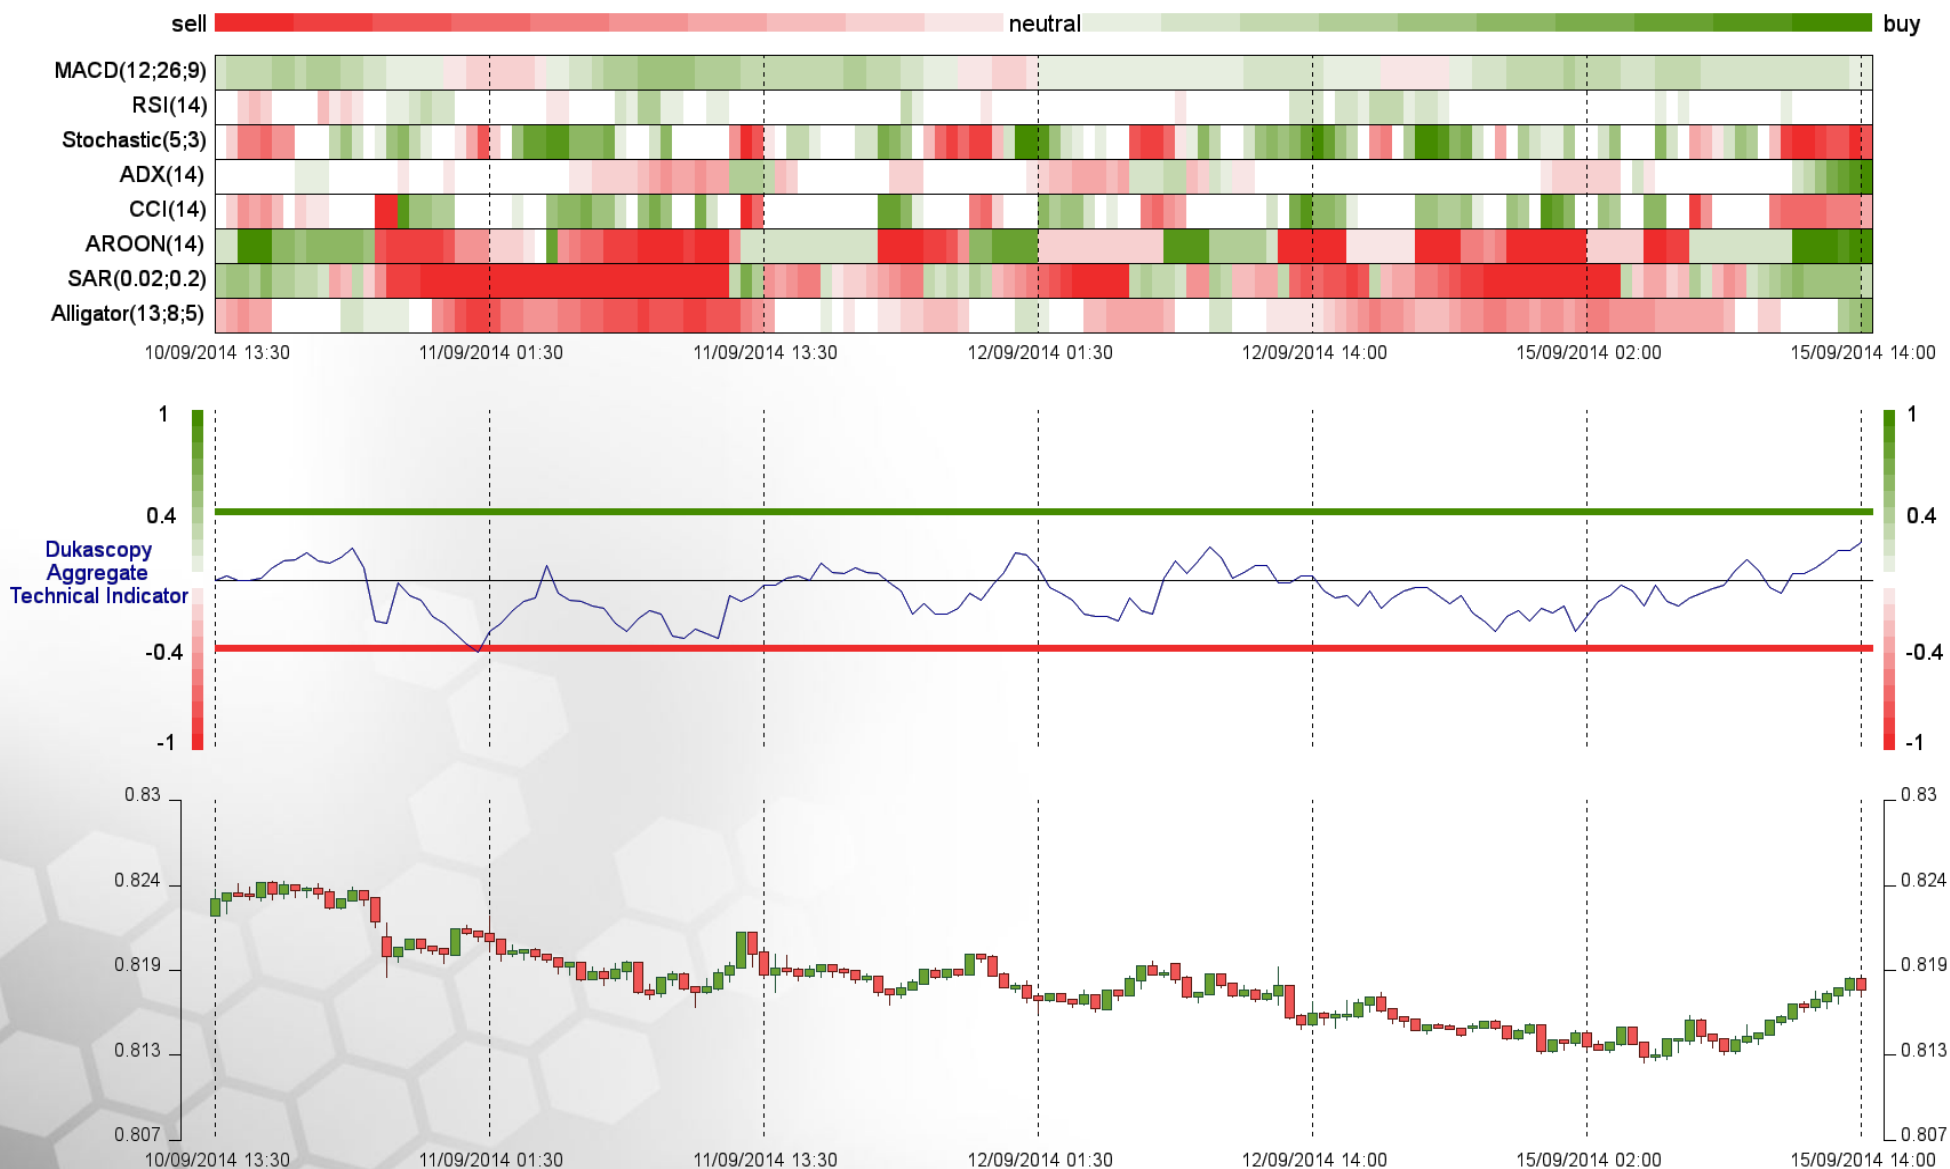 sell neutral buy
MACD(12;26;9)
RSI(14)
Stochastic(5;3)
ADX(14)
CCI(14)
AROON(14)
SAR(0.02;0.2)
Alligator(13;8;5)
10/09/2014 13:30 11/09/2014 01:30 11/09/2014 13:30 12/09/2014 01:30 12/09/2014 14:00 15/09/2014 02:00 15/09/2014 14:00
1 1
0.4 0.4
Dukascopy
Aggregate
Technical Indicator
-0.4 -0.4
-1 -1
0.83 0.83
0.824 0.824
0.819 0.819
0.813 0.813
0.807 0.807
10/09/2014 13:30 11/09/2014 01:30 11/09/2014 13:30 12/09/2014 01:30 12/09/2014 14:00 15/09/2014 02:00 15/09/2014 14:00